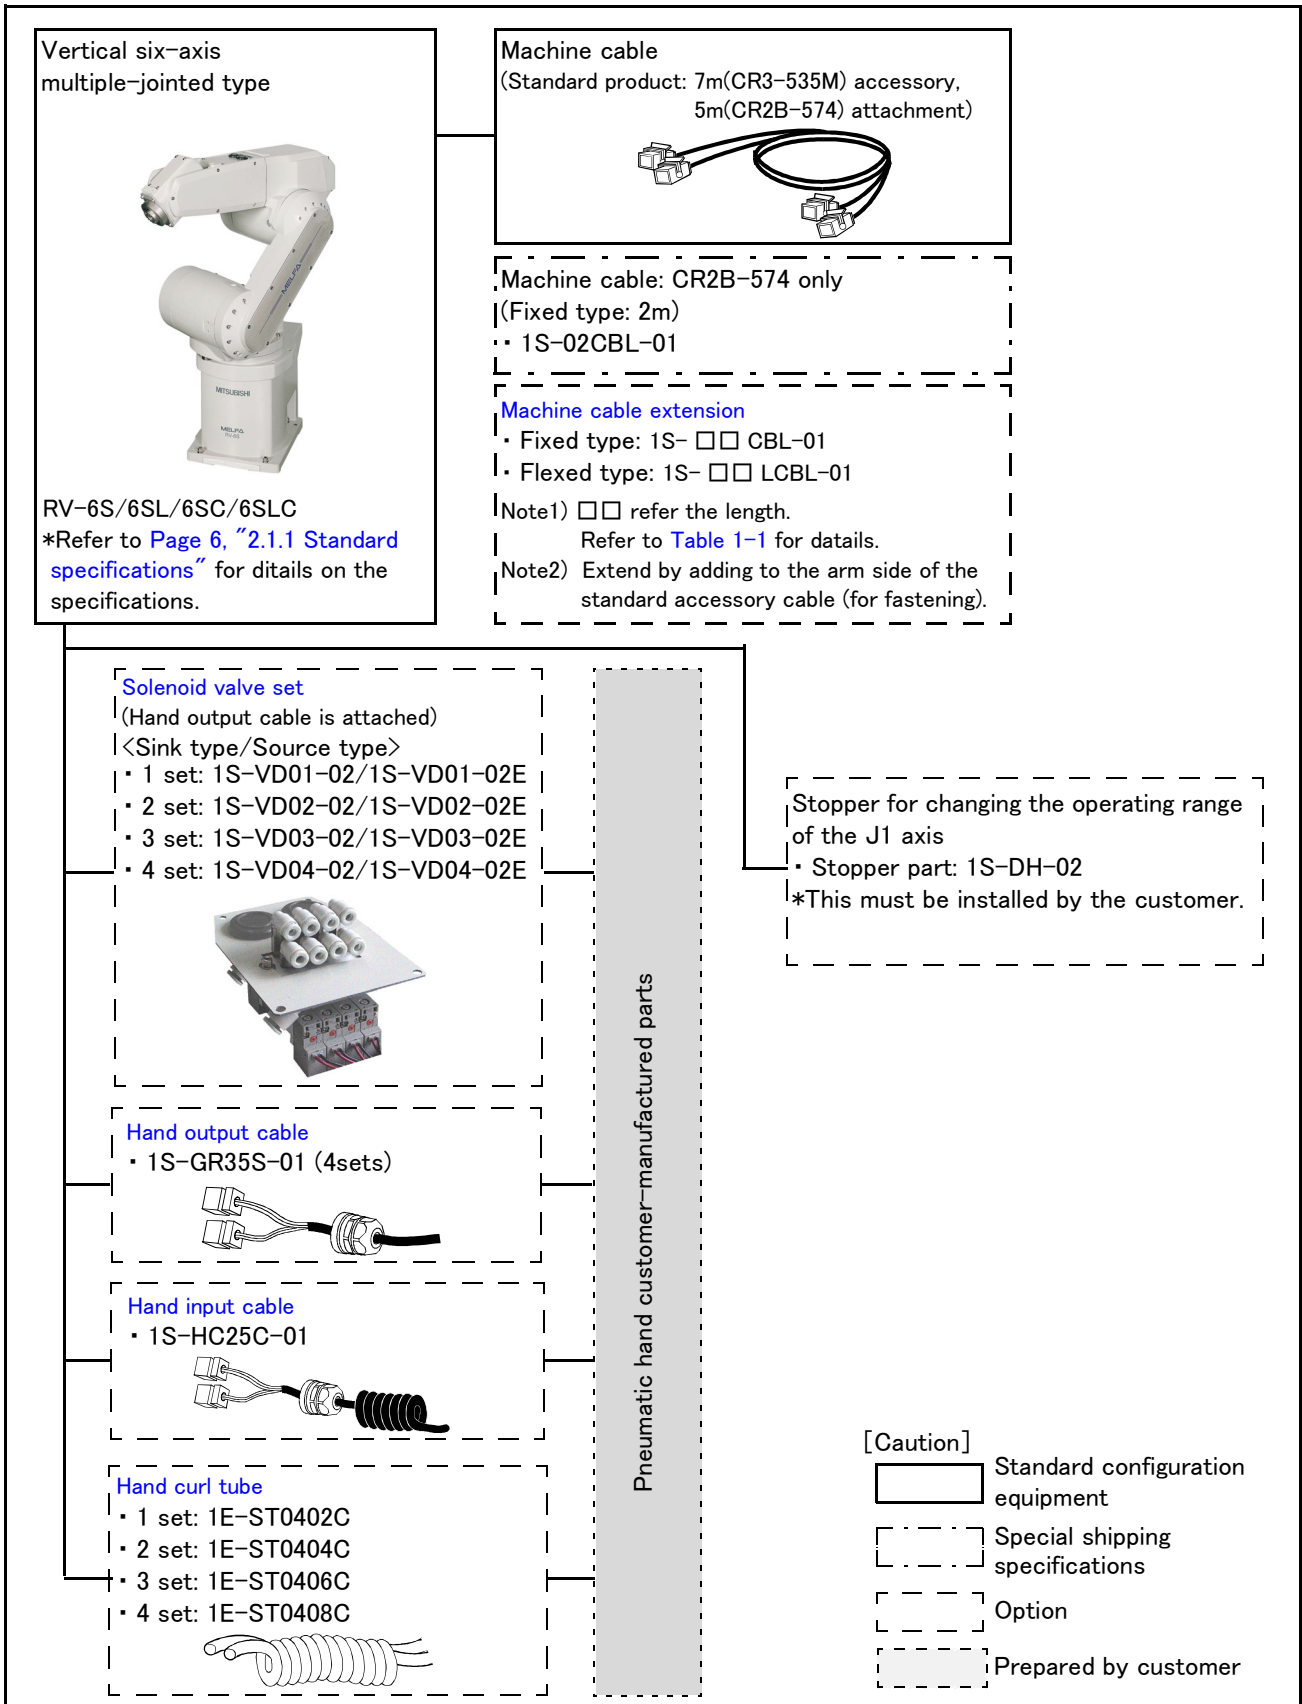 Vertical six-axis
multiple-jointed type
MELFA
MITSUBISHI
MELFA
RV-6S
RV-6S/6SL/6SC/6SLC
*Refer to Page 6, "2.1.1 Standard
specifications" for ditails on the
specifications.
Machine cable
(Standard product: 7m(CR3-535M) accessory,
5m(CR2B-574) attachment)
Machine cable: CR2B-574 only
(Fixed type: 2m)
・1S-02CBL-01
Machine cable extension
・Fixed type: 1S- □□ CBL-01
・Flexed type: 1S- □□ LCBL-01
Note1) □□ refer the length.
Refer to Table 1-1 for datails.
Note2) Extend by adding to the arm side of the
standard accessory cable (for fastening).
Solenoid valve set
(Hand output cable is attached)
<Sink type/Source type>
・1 set: 1S-VD01-02/1S-VD01-02E
・2 set: 1S-VD02-02/1S-VD02-02E
・3 set: 1S-VD03-02/1S-VD03-02E
・4 set: 1S-VD04-02/1S-VD04-02E
Hand output cable
・1S-GR35S-01 (4sets)
Hand input cable
・1S-HC25C-01
Hand curl tube
・1 set: 1E-ST0402C
・2 set: 1E-ST0404C
・3 set: 1E-ST0406C
・4 set: 1E-ST0408C
Pneumatic hand customer-manufactured parts
Stopper for changing the operating range
of the J1 axis
・Stopper part: 1S-DH-02
*This must be installed by the customer.
[Caution]
Standard configuration
equipment
Special shipping
specifications
Option
Prepared by customer